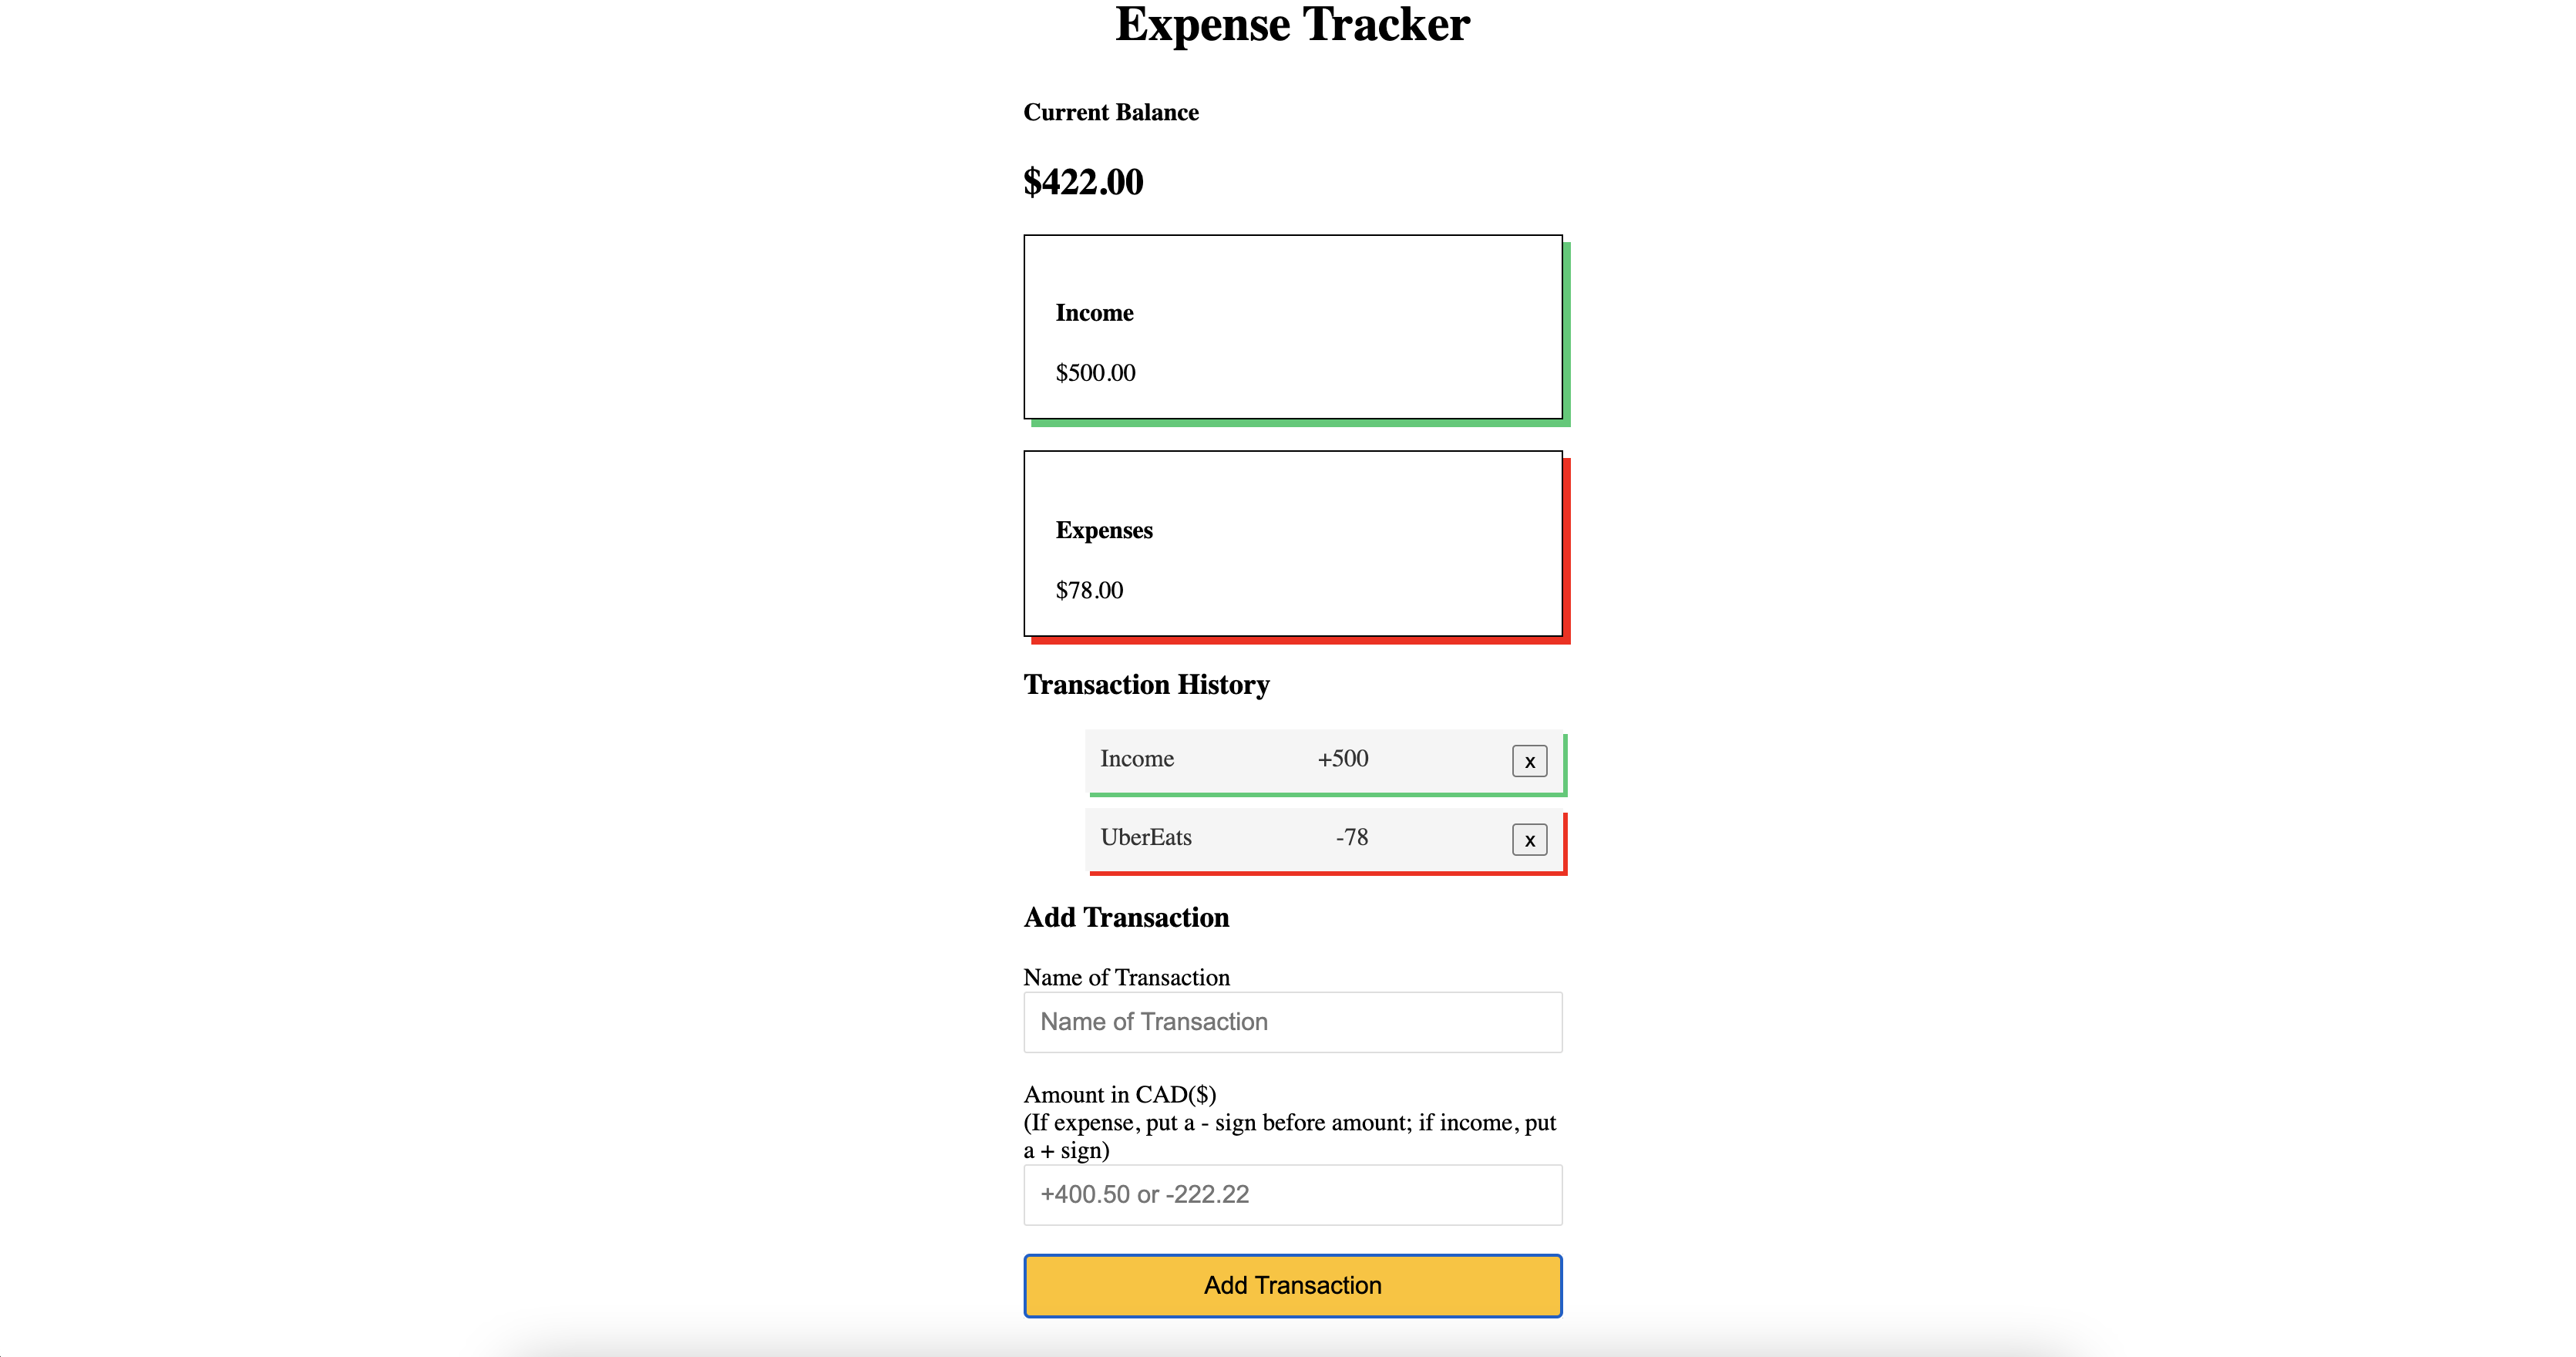 Expense Tracker
Current Balance
$422.00
Income
$500.00
Expenses
$78.00
Transaction History
Income +500 x
UberEats -78 x
Add Transaction
Name of Transaction
Name of Transaction
Amount in CAD($)
(If expense, put a - sign before amount; if income, put
a + sign)
+400.50 or -222.22
Add Transaction